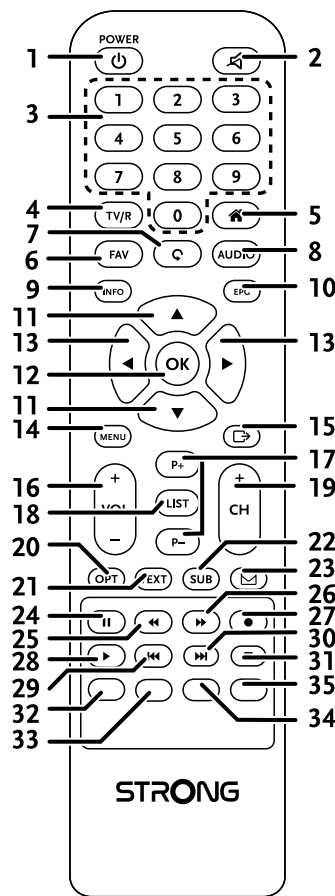 POWER
1 2
3 1 2 3
4 5 6
7 8 9
4 TV/R 0 5
7
6 FAV AUDIO 8
9 INFO EPG 10
11
13 13
12 OK
11
14 MENU 15
P+ 17
16 + + 19
VOL LIST CH
18
− P− −
20 22
OPT TEXT SUB 23
21 26
24 27
25 30
28 31
29 35
32
33 34
STRONG